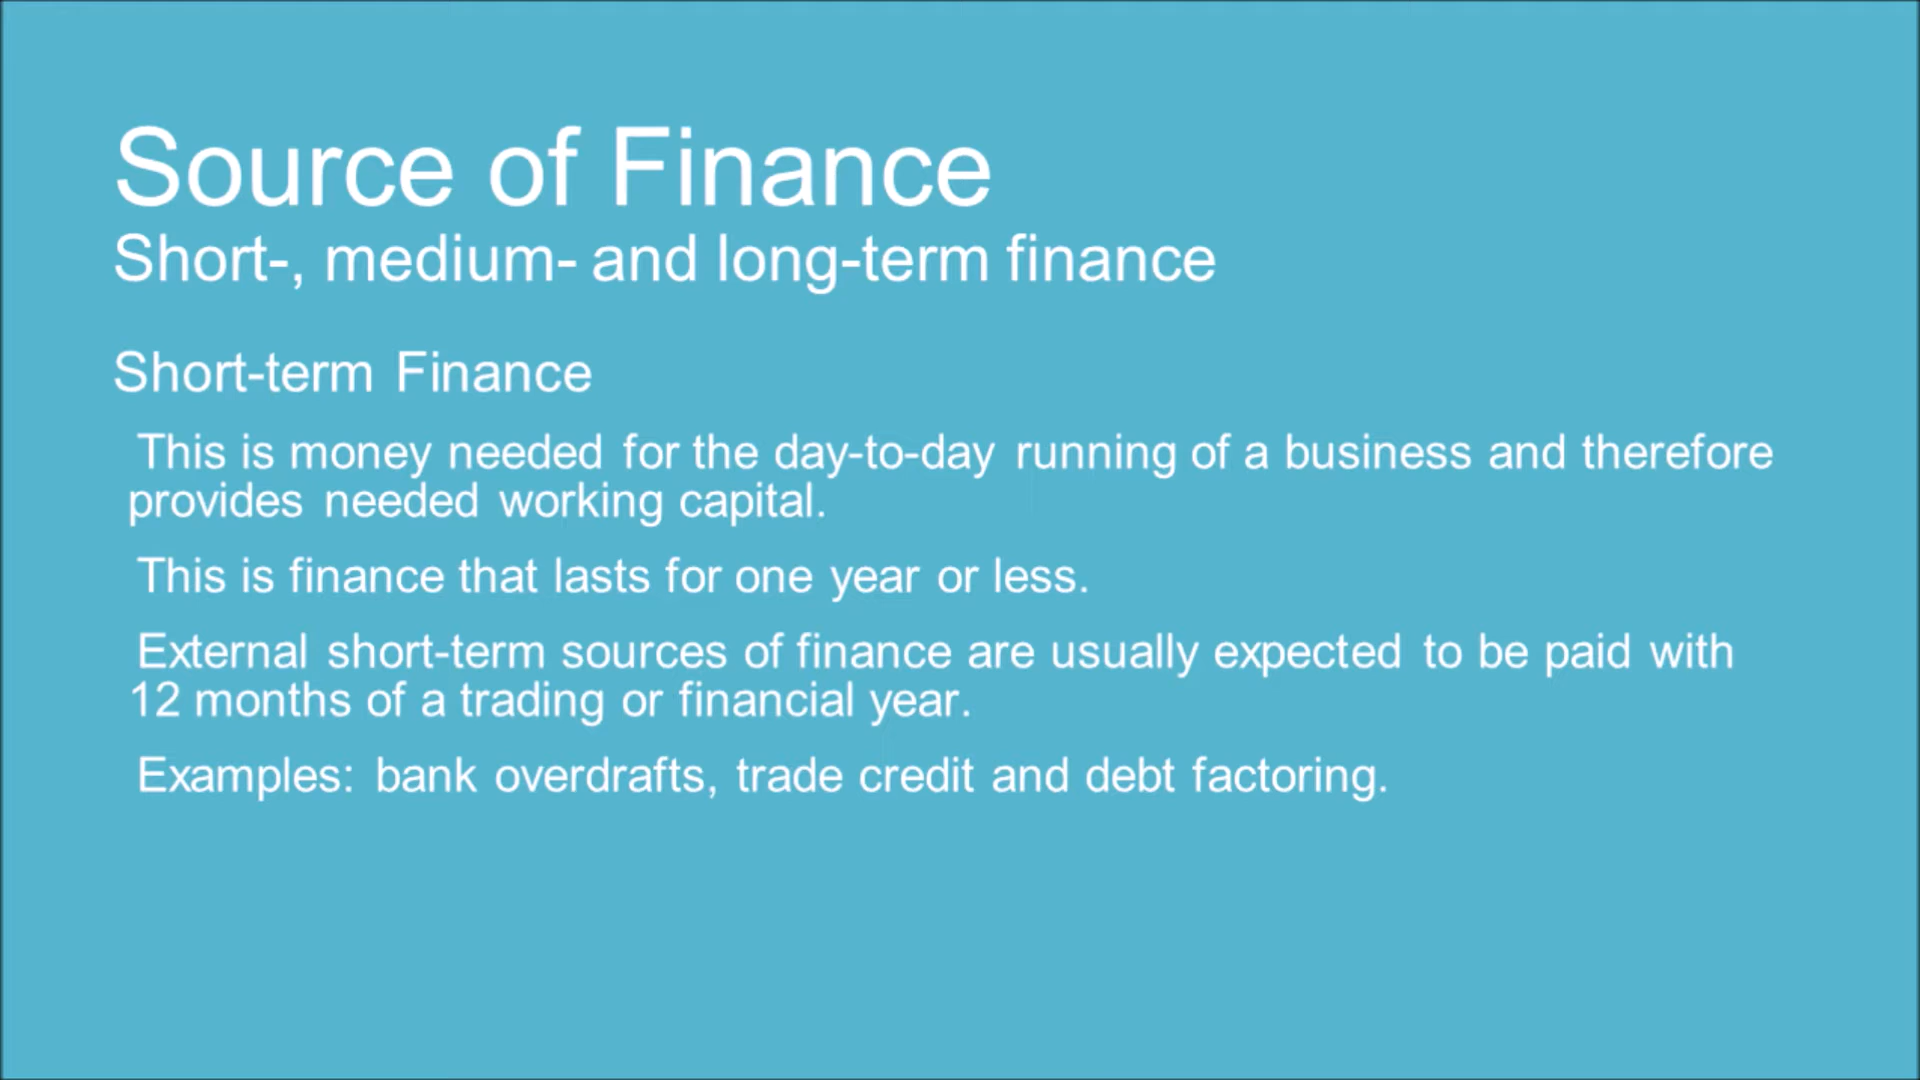 Source of Finance
Short-, medium- and long-term finance
Short-term Finance
This is money needed for the day-to-day running of a business and therefore
provides needed working capital.
This is finance that lasts for one year or less.
External short-term sources of finance are usually expected to be paid with
12 months of a trading or financial year.
Examples: bank overdrafts, trade credit and debt factoring.